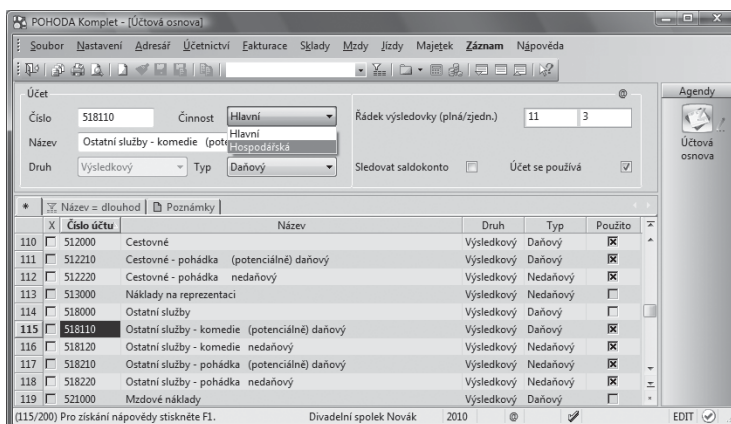 POHODA Komplet - [Účtová osnova]
Soubor Nastavení Adresář Účetnictví Fakturace Sklady Mzdy Jízdy Majetek Záznam Nápověda
Účet @
Číslo 518110 Činnost Hlavní Řádek výsledovky (plná/zjedn.) 11 3
Hlavní
Název Ostatní služby - komedie (pot Hospodářská
Druh Výsledkový Typ Daňový Sledovat saldokonto Účet se používá
Agendy
Účtová
osnova
* Název = dlouhod Poznámky
X Číslo účtu Název Druh Typ Použito
110 512000 Cestovné Výsledkový Daňový
111 512210 Cestovné - pohádka (potenciálně) daňový Výsledkový Daňový
112 512220 Cestovné - pohádka nedaňový Výsledkový Nedaňový
113 513000 Náklady na reprezentaci Výsledkový Nedaňový
114 518000 Ostatní služby Výsledkový Daňový
115 518110 Ostatní služby - komedie (potenciálně) daňový Výsledkový Daňový
116 518120 Ostatní služby - komedie nedaňový Výsledkový Nedaňový
117 518210 Ostatní služby - pohádka (potenciálně) daňový Výsledkový Nedaňový
118 518220 Ostatní služby - pohádka nedaňový Výsledkový Nedaňový
119 521000 Mzdové náklady Výsledkový Daňový
(115/200) Pro získání nápovědy stiskněte F1. Divadelní spolek Novák 2010 @ EDIT